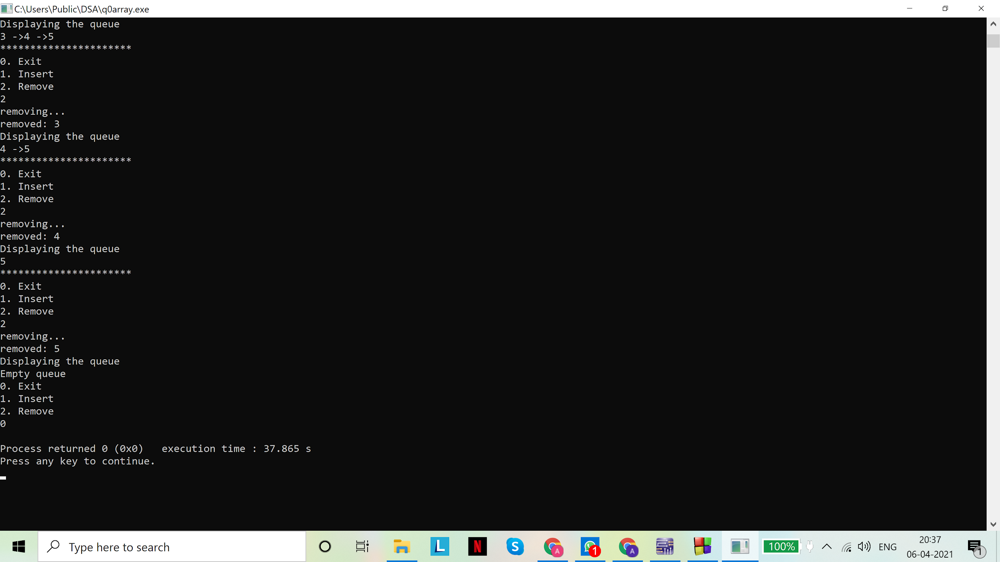 C:\Users\Public\DSA\q0array.exe
Displaying the queue
3 ->4 ->5
**********************
0. Exit
1. Insert
2. Remove
2
removing...
removed: 3
Displaying the queue
4 ->5
**********************
0. Exit
1. Insert
2. Remove
2
removing...
removed: 4
Displaying the queue
5
**********************
0. Exit
1. Insert
2. Remove
2
removing...
removed: 5
Displaying the queue
Empty queue
0. Exit
1. Insert
2. Remove
0
Process returned 0 (0x0)   execution time : 37.865 s
Press any key to continue.
Type here to search
L
N
S
A
1
A
100%
ENG
20:37
06-04-2021
1